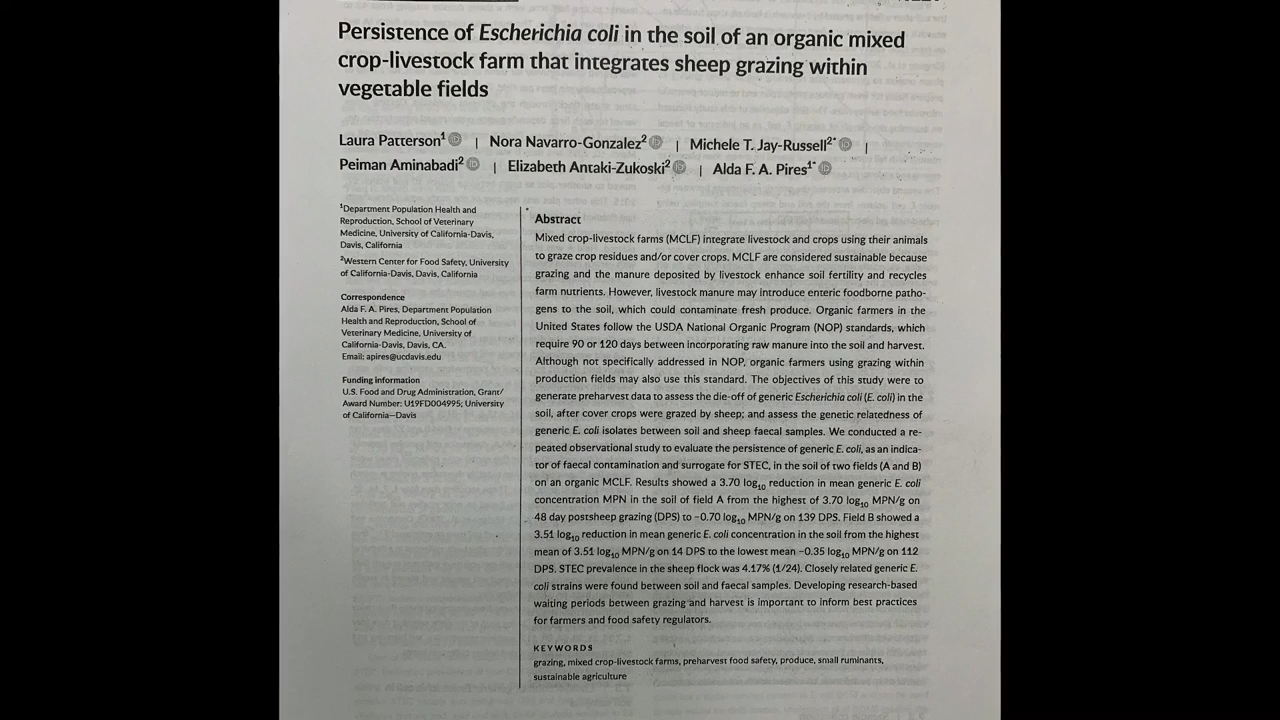 Persistence of Escherichia coli in the soil of an organic mixed
crop-livestock farm that integrates sheep grazing within
vegetable fields
Laura Patterson1 | Nora Navarro-Gonzalez2 | Michele T. Jay-Russell2* |
Peiman Aminabadi2 | Elizabeth Antaki-Zukoski2 | Alda F. A. Pires1*
1Department Population Health and
Reproduction, School of Veterinary
Medicine, University of California-Davis,
Davis, California
2Western Center for Food Safety, University
of California-Davis, Davis, California
Correspondence
Alda F. A. Pires, Department Population
Health and Reproduction, School of
Veterinary Medicine, University of
California-Davis, Davis, CA.
Email: apires@ucdavis.edu
Funding information
U.S. Food and Drug Administration, Grant/
Award Number: U19FD004995; University
of California—Davis
Abstract
Mixed crop-livestock farms (MCLF) integrate livestock and crops using their animals
to graze crop residues and/or cover crops. MCLF are considered sustainable because
grazing and the manure deposited by livestock enhance soil fertility and recycles
farm nutrients. However, livestock manure may introduce enteric foodborne patho-
gens to the soil, which could contaminate fresh produce. Organic farmers in the
United States follow the USDA National Organic Program (NOP) standards, which
require 90 or 120 days between incorporating raw manure into the soil and harvest.
Although not specifically addressed in NOP, organic farmers using grazing within
production fields may also use this standard. The objectives of this study were to
generate preharvest data to assess the die-off of generic Escherichia coli (E. coli) in the
soil, after cover crops were grazed by sheep; and assess the genetic relatedness of
generic E. coli isolates between soil and sheep faecal samples. We conducted a re-
peated observational study to evaluate the persistence of generic E. coli, as an indica-
tor of faecal contamination and surrogate for STEC, in the soil of two fields (A and B)
on an organic MCLF. Results showed a 3.70 log10 reduction in mean generic E. coli
concentration MPN in the soil of field A from the highest of 3.70 log10 MPN/g on
48 day postsheep grazing (DPS) to −0.70 log10 MPN/g on 139 DPS. Field B showed a
3.51 log10 reduction in mean generic E. coli concentration in the soil from the highest
mean of 3.51 log10 MPN/g on 14 DPS to the lowest mean −0.35 log10 MPN/g on 112
DPS. STEC prevalence in the sheep flock was 4.17% (1/24). Closely related generic E.
coli strains were found between soil and faecal samples. Developing research-based
waiting periods between grazing and harvest is important to inform best practices
for farmers and food safety regulators.
KEYWORDS
grazing, mixed crop-livestock farms, preharvest food safety, produce, small ruminants,
sustainable agriculture